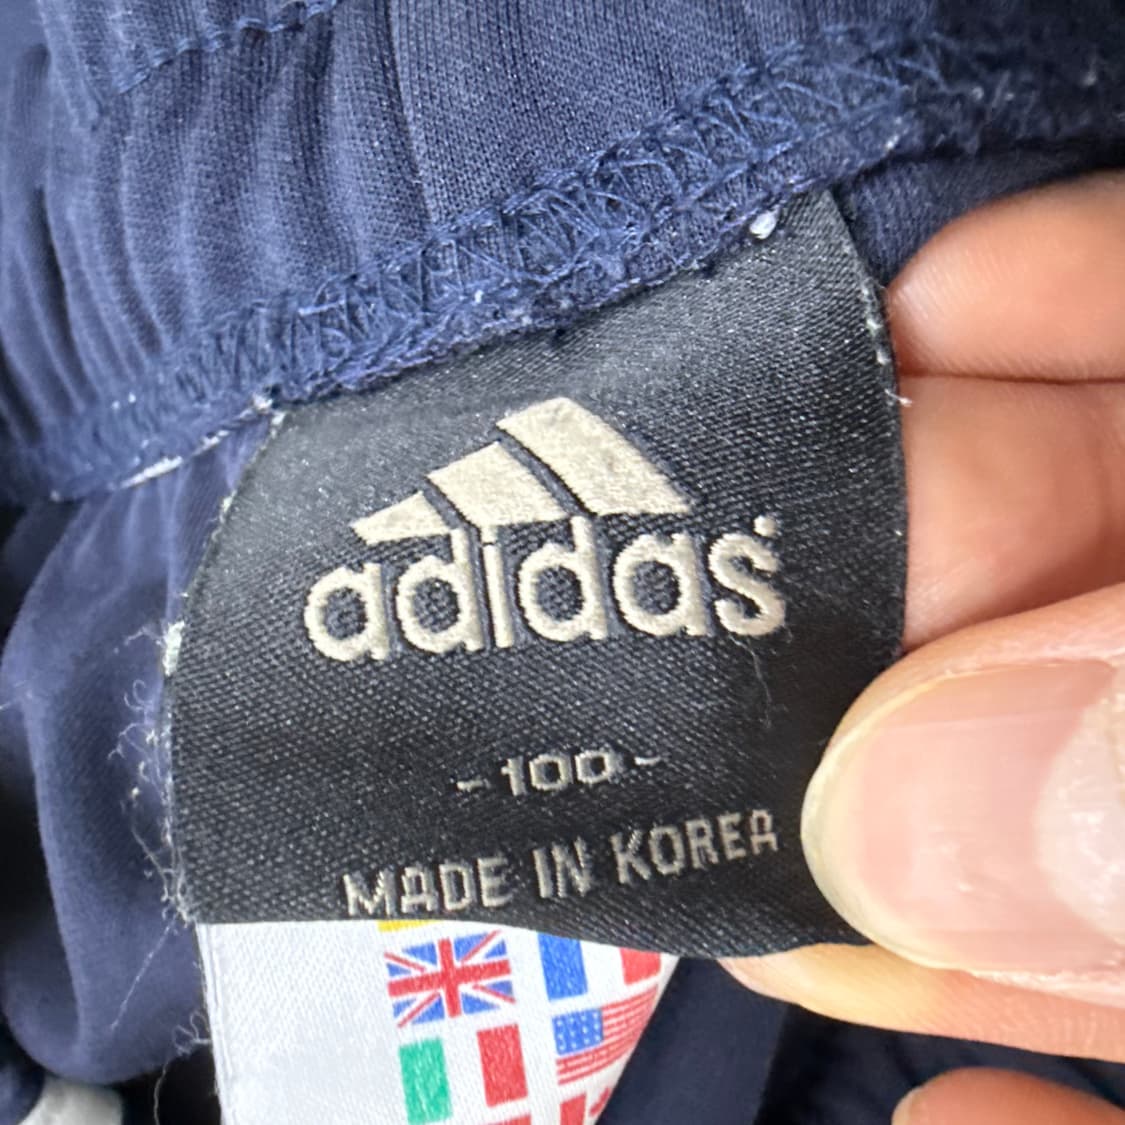 adidas
-100-
MADE IN KOREA